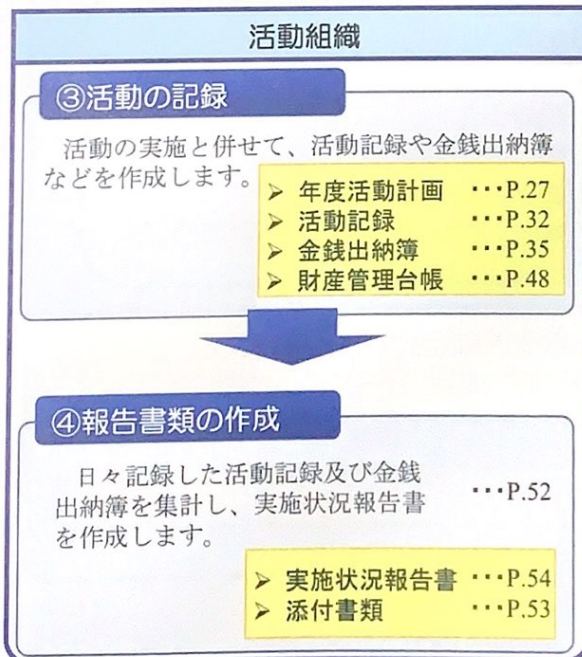 活動組織
③活動の記録
活動の実施と併せて、活動記録や金銭出納簿
などを作成します。
➢ 年度活動計画 ･･･P.27
➢ 活動記録 ･･･P.32
➢ 金銭出納簿 ･･･P.35
➢ 財産管理台帳 ･･･P.48
④報告書類の作成
日々記録した活動記録及び金銭
出納簿を集計し、実施状況報告書 ･･･P.52
を作成します。
➢ 実施状況報告書 ･･･P.54
➢ 添付書類 ･･･P.53